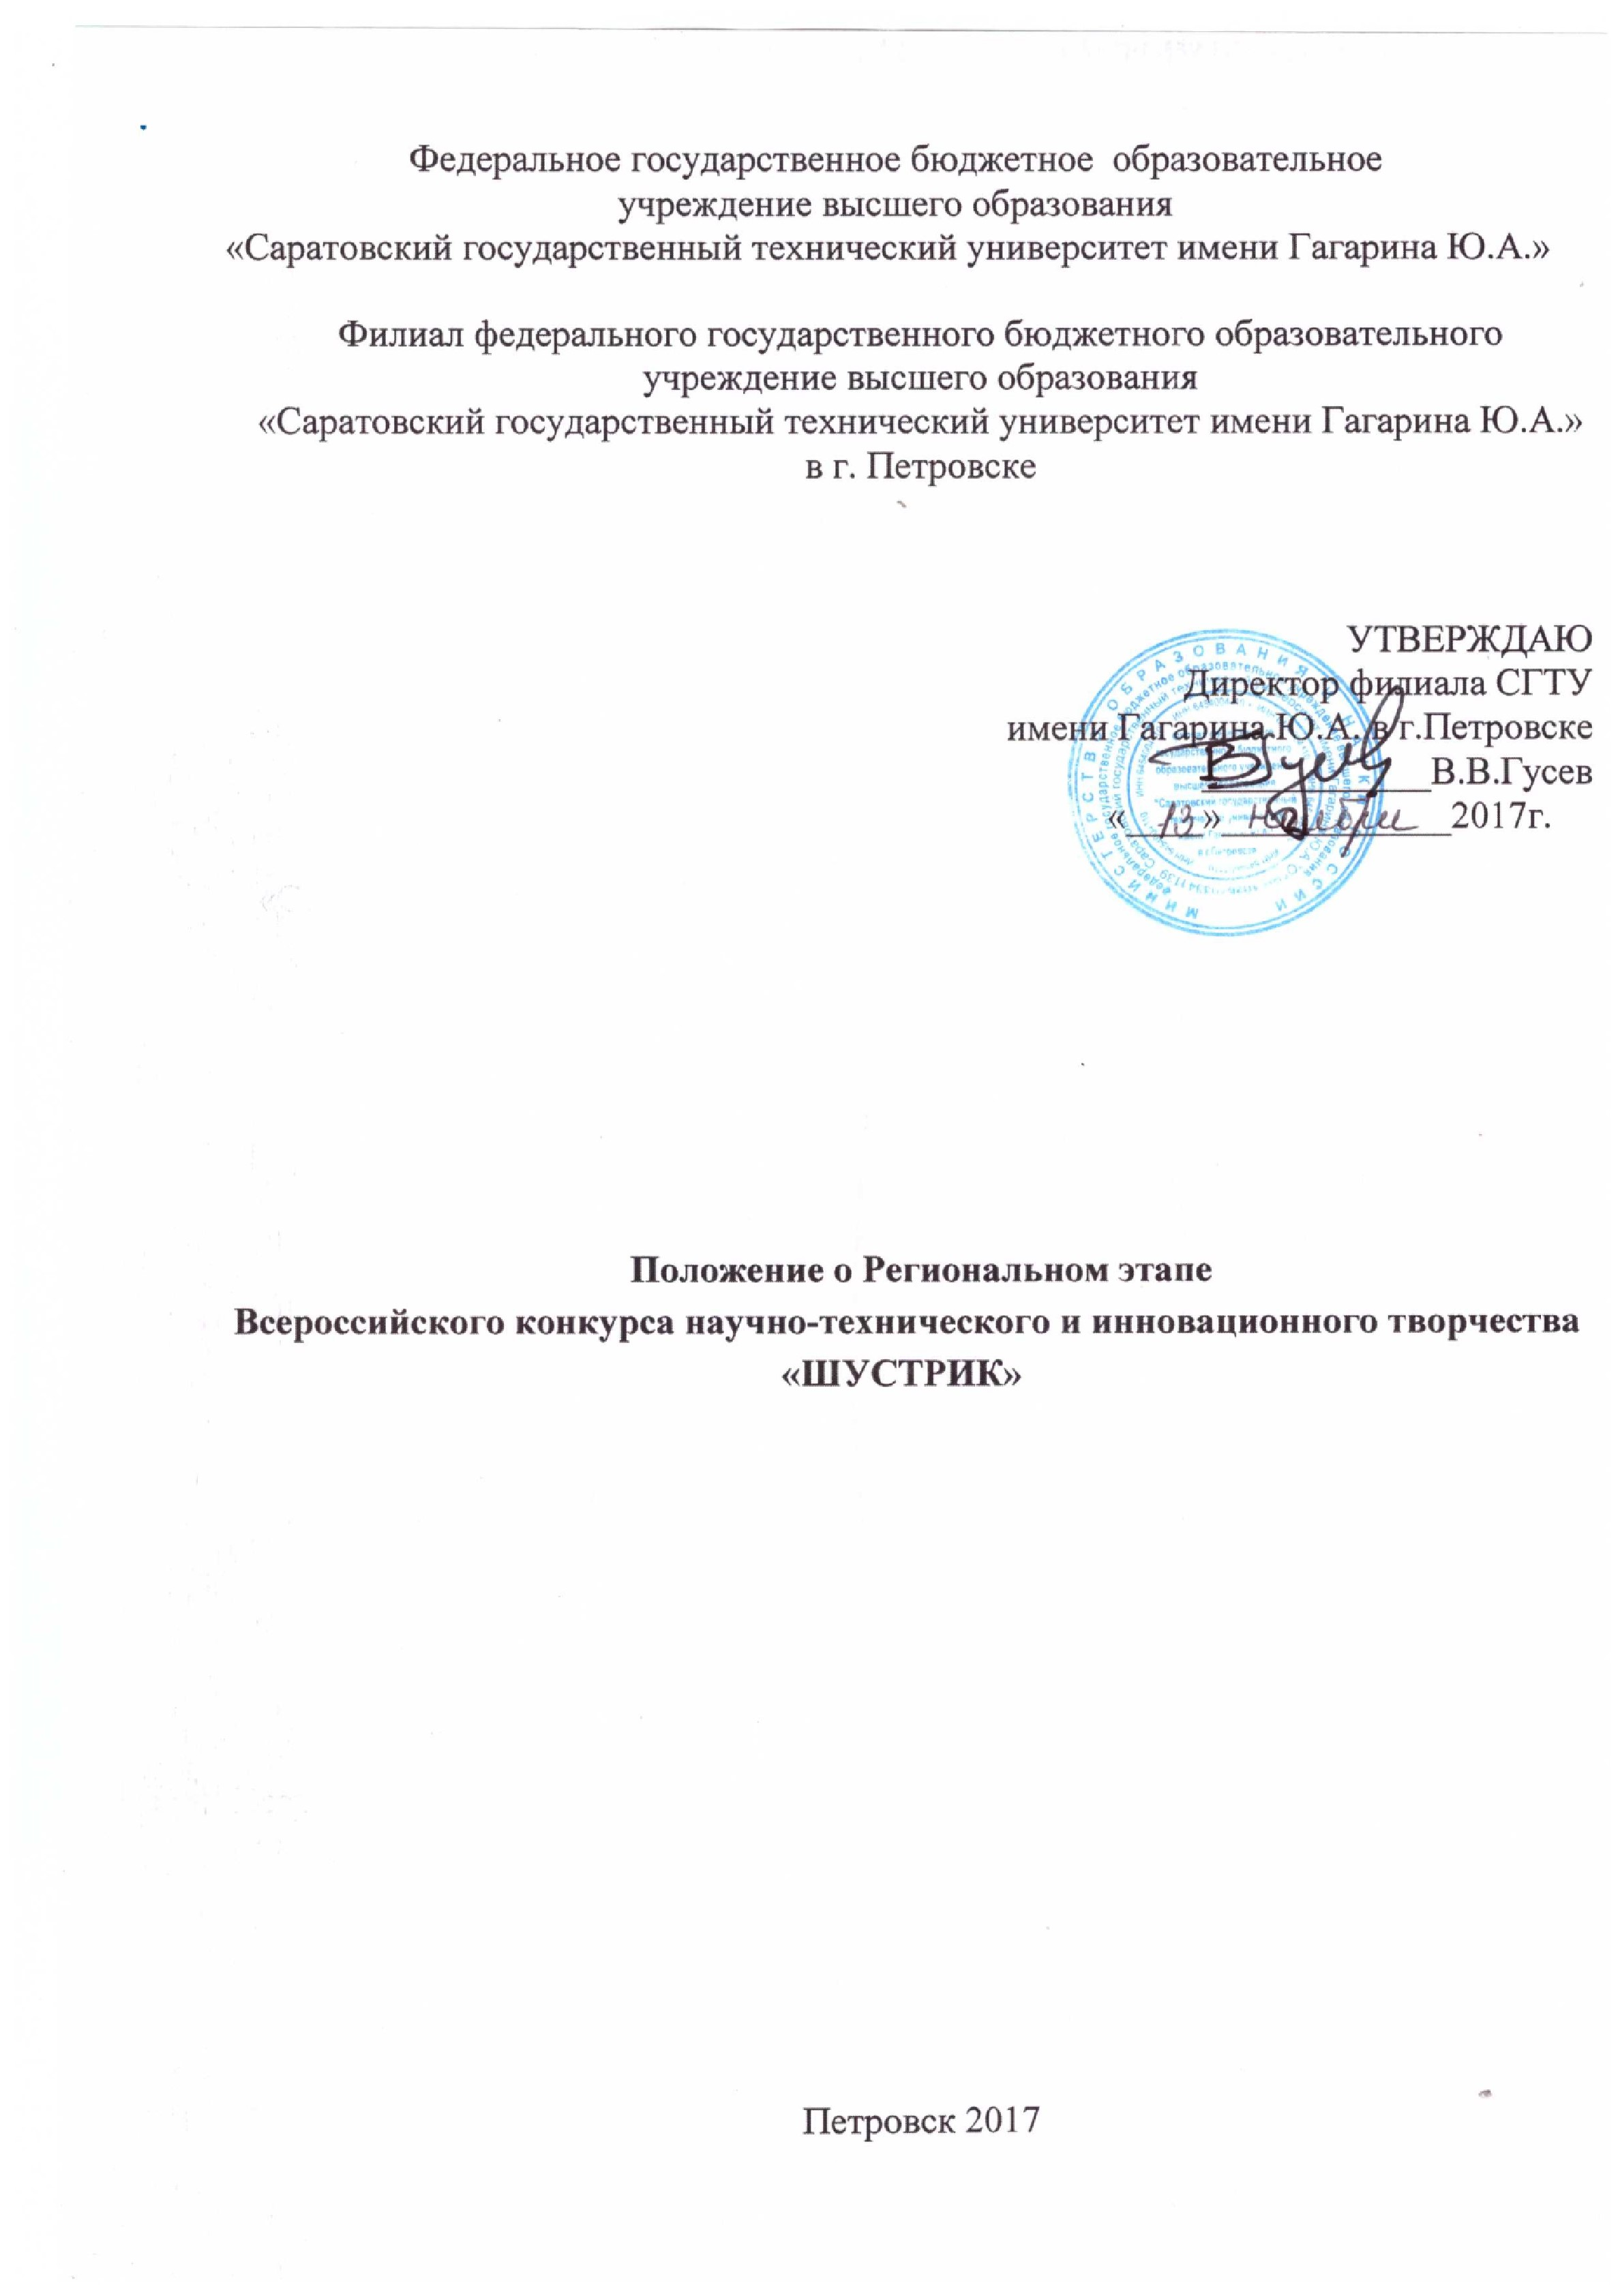 Федеральное государственное бюджетное образовательное
учреждение высшего образования
«Саратовский государственный технический университет имени Гагарина Ю.А.»
Филиал федерального государственного бюджетного образовательного
учреждение высшего образования
«Саратовский государственный технический университет имени Гагарина Ю.А.»
в г. Петровске
УТВЕРЖДАЮ
Директор филиала СГТУ
имени Гагарина Ю.А. в г.Петровске
В.В.Гусев
«13» ноября 2017г.
Положение о Региональном этапе
Всероссийского конкурса научно-технического и инновационного творчества
«ШУСТРИК»
Петровск 2017